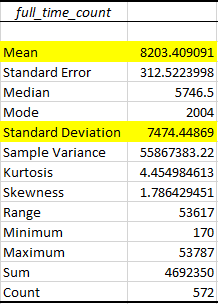 full_time_count
Mean 8203.409091
Standard Error 312.5223998
Median 5746.5
Mode 2004
Standard Deviation 7474.44869
Sample Variance 55867383.22
Kurtosis 4.454984613
Skewness 1.786429451
Range 53617
Minimum 170
Maximum 53787
Sum 4692350
Count 572